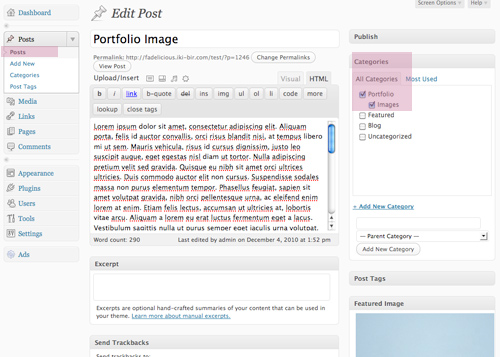 Screen Options
Help
Dashboard
Edit Post
Posts
Posts
Add New
Categories
Post Tags
Media
Links
Pages
Comments
Appearance
Plugins
Users
Tools
Settings
Ads
Portfolio Image
Permalink: http://fadelicious.iki-bir.com/test/?p=1246 Change Permalinks
View Post
Upload/Insert Visual HTML
b i link b-quote del ins img ul ol li code more
lookup close tags
Lorem ipsum dolor sit amet, consectetur adipiscing elit. Aliquam
porta, felis id auctor convallis, orci risus blandit nisi, at tempus libero
mi ut sem. Mauris vehicula, risus id cursus dignissim, justo leo
suscipit augue, eget egestas nisl diam ut tortor. Nulla adipiscing
pretium velit sed gravida. Quisque eu nibh sit amet orci ultrices
ultricies. Duis commodo auctor elit non cursus. Suspendisse sodales
massa non purus elementum tempor. Phasellus feugiat, sapien sit
amet volutpat gravida, nibh orci pellentesque urna, ac eleifend enim
lorem at enim. Etiam felis lectus, accumsan ut ultricies at, lobortis
vitae arcu. Aliquam a lorem eu erat luctus fermentum eget a lacus.
Vestibulum sagittis nulla ut purus semper eget iaculis urna volutpat.
Word count: 290 Last edited by admin on December 4, 2010 at 1:52 pm
Excerpt
Excerpts are optional hand-crafted summaries of your content that can be used in
your theme. Learn more about manual excerpts.
Send Trackbacks
Send trackbacks to:
Publish
Categories
All Categories Most Used
Portfolio
Images
Featured
Blog
Uncategorized
+ Add New Category
— Parent Category —
Add New Category
Post Tags
Featured Image